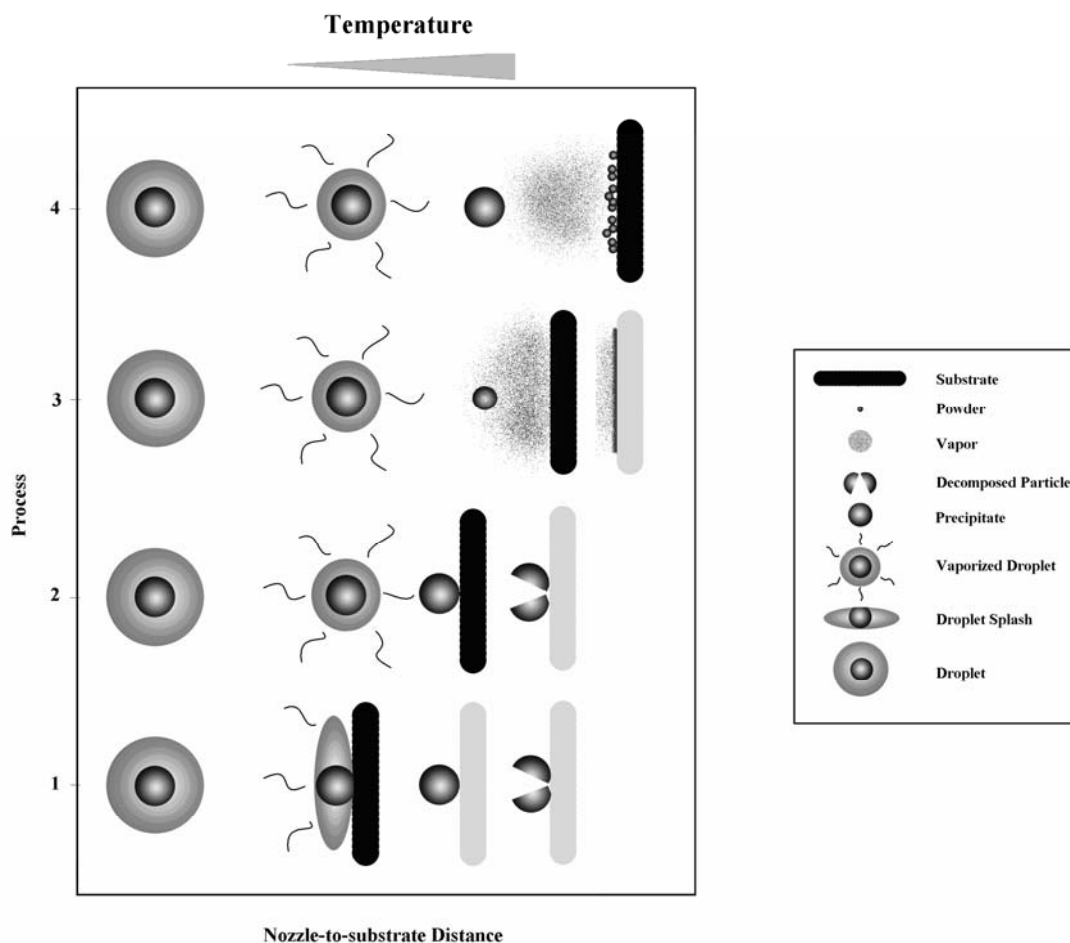 Temperature
4
3
2
1
Process
Nozzle-to-substrate Distance
Substrate
Powder
Vapor
Decomposed Particle
Precipitate
Vaporized Droplet
Droplet Splash
Droplet